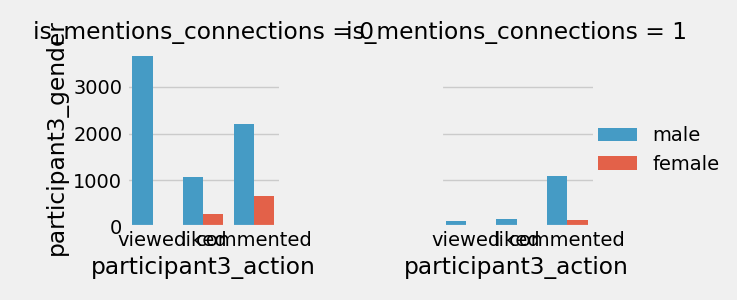 is_mentions_connections = 0
is_mentions_connections = 1
participant3_gender
3000
2000
1000
0
male
female
viewed liked commented
viewed liked commented
participant3_action
participant3_action